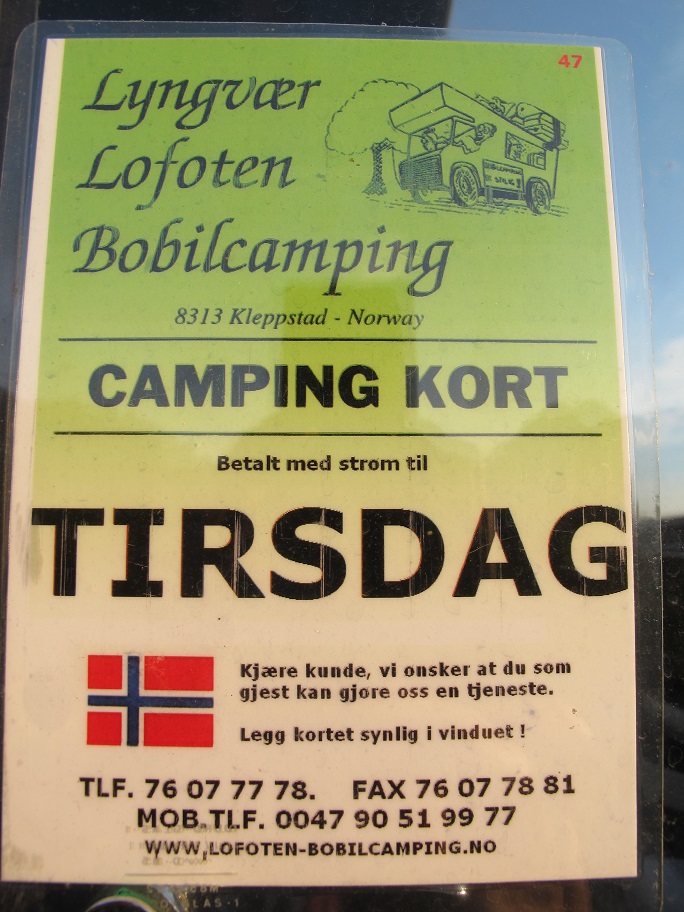 47
Lyngvær
Lofoten
Bobilcamping
8313 Kleppstad - Norway
CAMPING KORT
Betalt med strøm til
TIRSDAG
Kjære kunde, vi ønsker at du som
gjest kan gjøre oss en tjeneste.
Legg kortet synlig i vinduet !
TLF. 76 07 77 78. FAX 76 07 78 81
MOB.TLF. 0047 90 51 99 77
WWW.LOFOTEN-BOBILCAMPING.NO